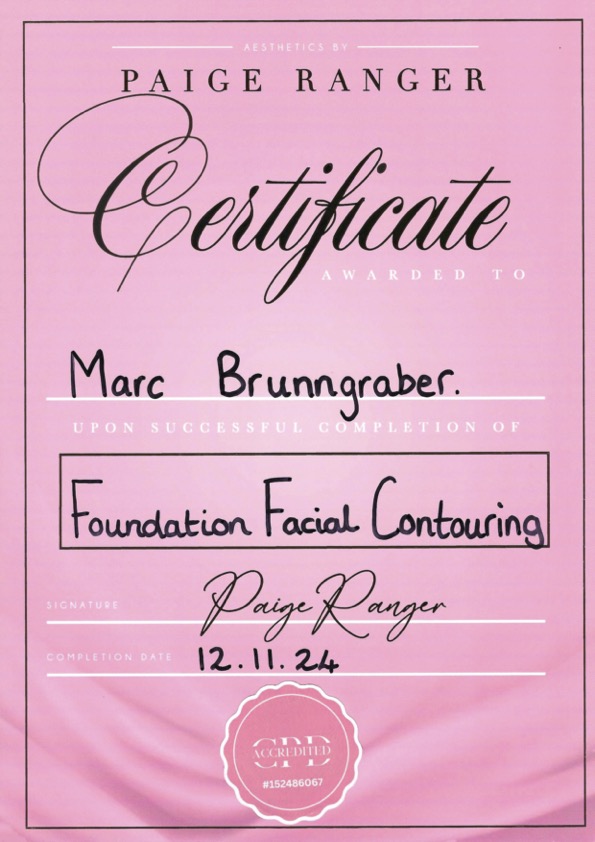 AESTHETICS BY
PAIGE RANGER
Certificate
AWARDED TO
Marc Brunngraber.
UPON SUCCESSFUL COMPLETION OF
Foundation Facial Contouring
SIGNATURE
Paige Ranger
COMPLETION DATE 12.11.24
CPD
ACCREDITED
#152486067